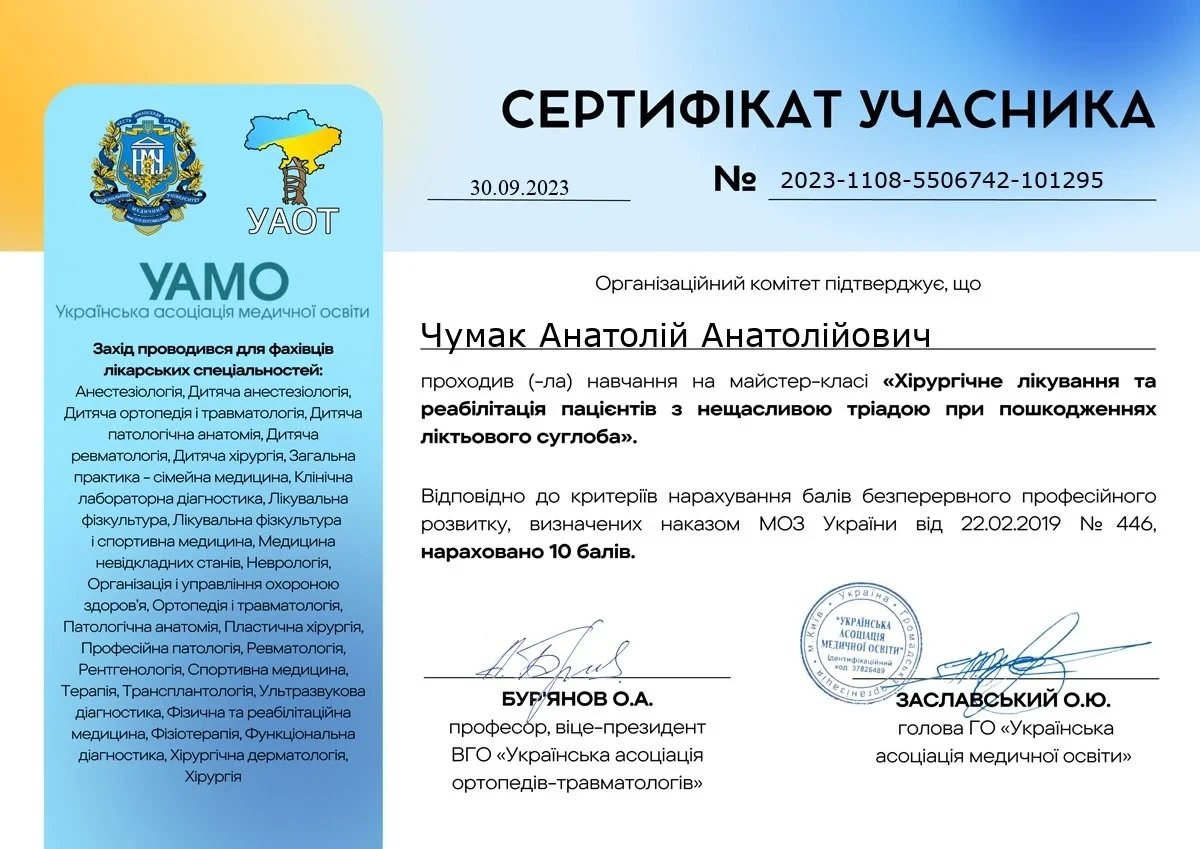 СЕРТИФІКАТ УЧАСНИКА
30.09.2023
№ 2023-1108-5506742-101295
УАОТ
УАМО
Українська асоціація медичної освіти
Захід проводився для фахівців
лікарських спеціальностей:
Анестезіологія, Дитяча анестезіологія,
Дитяча ортопедія і травматологія, Дитяча
патологічна анатомія, Дитяча
ревматологія, Дитяча хірургія, Загальна
практика – сімейна медицина, Клінічна
лабораторна діагностика, Лікувальна
фізкультура, Лікувальна фізкультура
і спортивна медицина, Медицина
невідкладних станів, Неврологія,
Організація і управління охороною
здоров’я, Ортопедія і травматологія,
Патологічна анатомія, Пластична хірургія,
Професійна патологія, Ревматологія,
Рентгенологія, Спортивна медицина,
Терапія, Трансплантологія, Ультразвукова
діагностика, Фізична та реабілітаційна
медицина, Фізіотерапія, Функціональна
діагностика, Хірургічна дерматологія,
Хірургія
Організаційний комітет підтверджує, що
Чумак Анатолій Анатолійович
проходив (-ла) навчання на майстер-класі «Хірургічне лікування та
реабілітація пацієнтів з нещасливою тріадою при пошкодженнях
ліктьового суглоба».
Відповідно до критеріїв нарахування балів безперервного професійного
розвитку, визначених наказом МОЗ України від 22.02.2019 № 446,
нараховано 10 балів.
БУР’ЯНОВ О.А.
професор, віце-президент
ВГО «Українська асоціація
ортопедів-травматологів»
м.Київ • Україна • Громадська організація
"УКРАЇНСЬКА
АСОЦІАЦІЯ
МЕДИЧНОЇ ОСВІТИ"
Ідентифікаційний
код 37826489
ЗАСЛАВСЬКИЙ О.Ю.
голова ГО «Українська
асоціація медичної освіти»